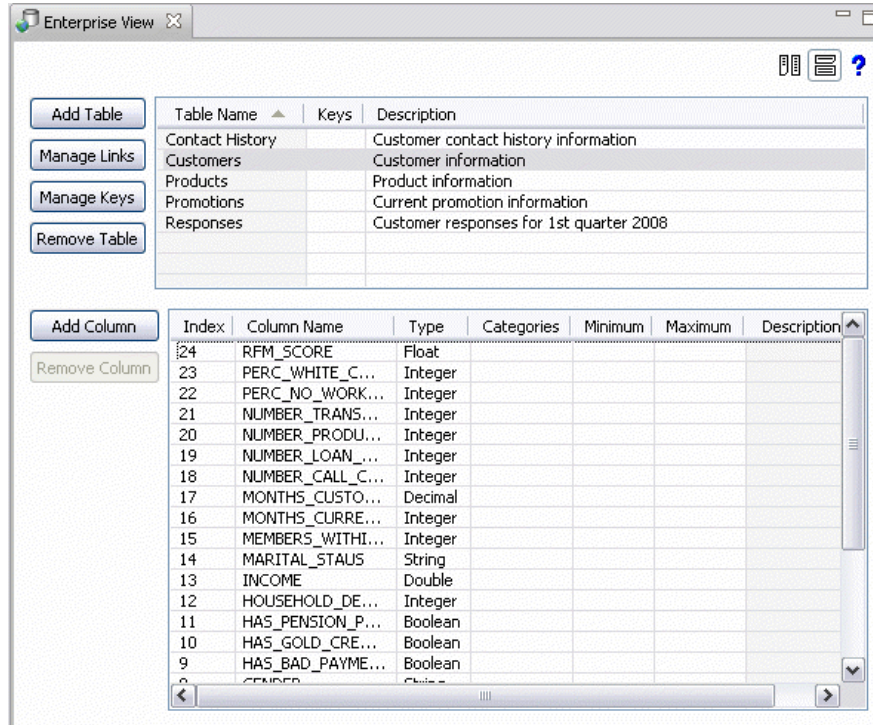 Enterprise View
?
Add Table
Manage Links
Manage Keys
Remove Table
Table Name Keys Description
Contact History Customer contact history information
Customers Customer information
Products Product information
Promotions Current promotion information
Responses Customer responses for 1st quarter 2008
Add Column
Remove Column
Index Column Name Type Categories Minimum Maximum Description
24 RFM_SCORE Float
23 PERC_WHITE_C... Integer
22 PERC_NO_WORK... Integer
21 NUMBER_TRANS... Integer
20 NUMBER_PRODU... Integer
19 NUMBER_LOAN_... Integer
18 NUMBER_CALL_C... Integer
17 MONTHS_CUSTO... Decimal
16 MONTHS_CURRE... Integer
15 MEMBERS_WITHI... Integer
14 MARITAL_STAUS String
13 INCOME Double
12 HOUSEHOLD_DE... Integer
11 HAS_PENSION_P... Boolean
10 HAS_GOLD_CRE... Boolean
9 HAS_BAD_PAYME... Boolean